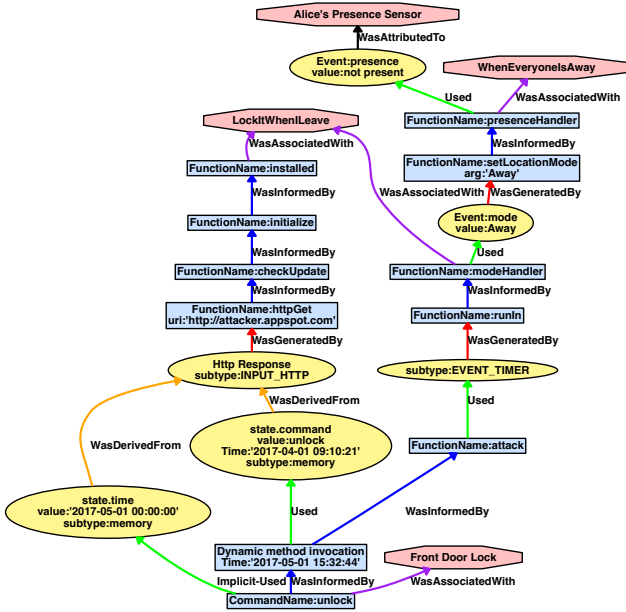 Alice's Presence Sensor
WasAttributedTo
Event:presence
value:not present
WhenEveryoneIsAway
Used
WasAssociatedWith
LockItWhenILeave
FunctionName:presenceHandler
WasAssociatedWith
WasInformedBy
FunctionName:installed
FunctionName:setLocationMode
arg:'Away'
WasInformedBy
WasAssociatedWith
WasGeneratedBy
FunctionName:initialize
Event:mode
value:Away
WasInformedBy
Used
FunctionName:checkUpdate
FunctionName:modeHandler
WasInformedBy
WasInformedBy
FunctionName:httpGet
uri:'http://attacker.appspot.com'
FunctionName:runIn
WasGeneratedBy
WasGeneratedBy
Http Response
subtype:INPUT_HTTP
subtype:EVENT_TIMER
WasDerivedFrom
Used
state.command
value:unlock
Time:'2017-04-01 09:10:21'
subtype:memory
WasDerivedFrom
FunctionName:attack
state.time
value:'2017-05-01 00:00:00'
subtype:memory
Used
WasInformedBy
Dynamic method invocation
Time:'2017-05-01 15:32:44'
Front Door Lock
Implicit-Used
WasInformedBy
WasAssociatedWith
CommandName:unlock